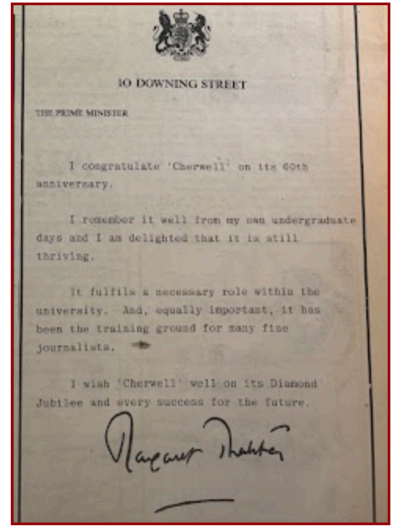 10 DOWNING STREET
THE PRIME MINISTER
I congratulate 'Cherwell' on its 60th
anniversary.
I remember it well from my own undergraduate
days and I am delighted that it is still
thriving.
It fulfils a necessary role within the
university. And, equally important, it has
been the training ground for many fine
journalists.
I wish 'Cherwell' well on its Diamond
Jubilee and every success for the future.
Margaret Thatcher